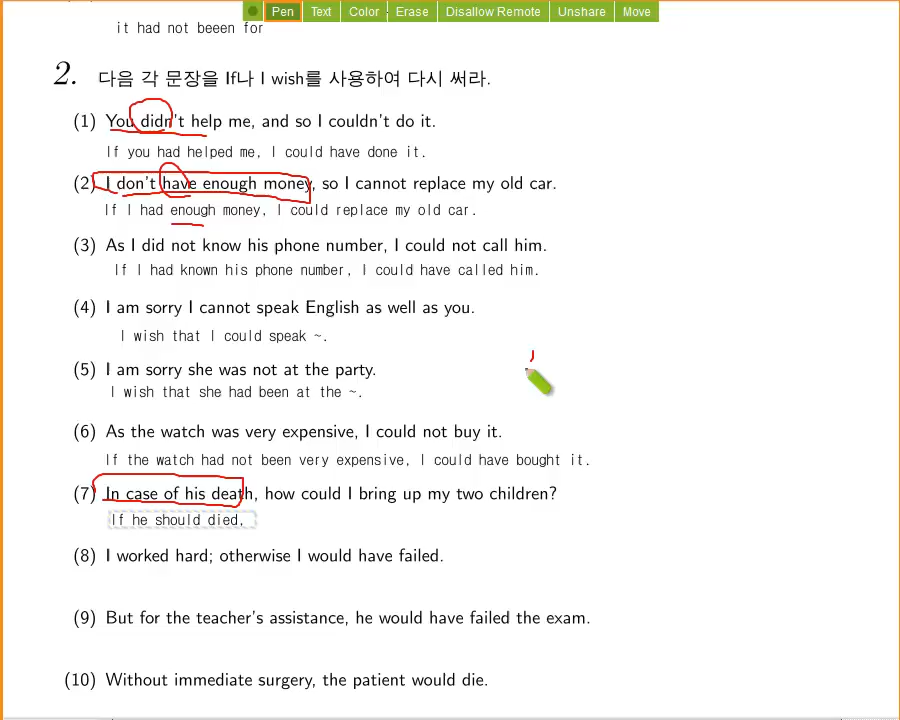 Pen Text Color Erase Disallow Remote Unshare Move
it had not beeen for
2. 다음 각 문장을 If나 I wish를 사용하여 다시 써라.
(1) You didn't help me, and so I couldn't do it.
If you had helped me, I could have done it.
(2) I don't have enough money, so I cannot replace my old car.
If I had enough money, I could replace my old car.
(3) As I did not know his phone number, I could not call him.
If I had known his phone number, I could have called him.
(4) I am sorry I cannot speak English as well as you.
I wish that I could speak ~.
(5) I am sorry she was not at the party.
I wish that she had been at the ~.
(6) As the watch was very expensive, I could not buy it.
If the watch had not been very expensive, I could have bought it.
(7) In case of his death, how could I bring up my two children?
If he should died,
(8) I worked hard; otherwise I would have failed.
(9) But for the teacher's assistance, he would have failed the exam.
(10) Without immediate surgery, the patient would die.